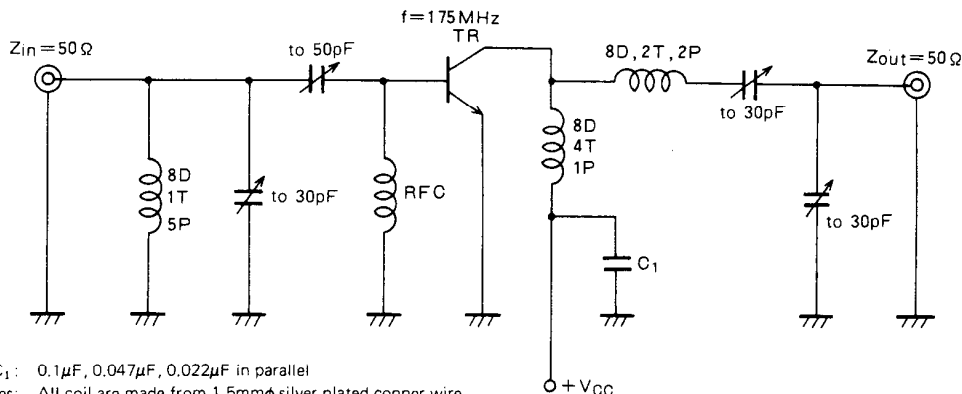 f=175MHz
TR
Zin=50Ω
to 50pF
8D, 2T, 2P
Zout=50Ω
to 30pF
8D
4T
1P
8D
1T
5P
to 30pF
RFC
to 30pF
C₁
C₁: 0.1μF, 0.047μF, 0.022μF in parallel
All coil are made from 1.5mmφ silver plated copper wire
+VCC